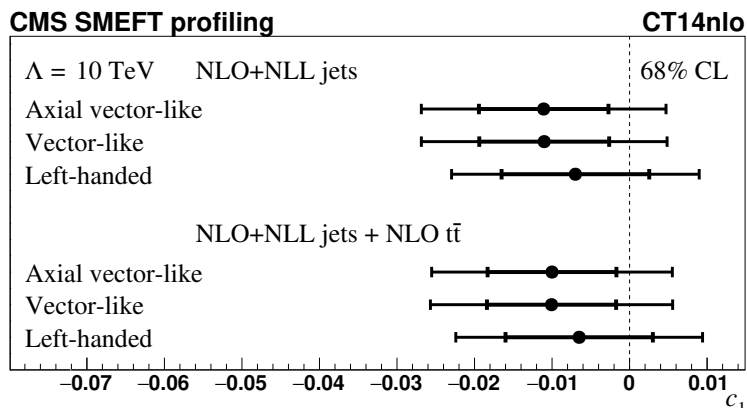 CMS SMEFT profiling CT14nlo
Λ = 10 TeV NLO+NLL jets 68% CL
Axial vector-like
Vector-like
Left-handed
NLO+NLL jets + NLO tt̄
Axial vector-like
Vector-like
Left-handed
−0.07 −0.06 −0.05 −0.04 −0.03 −0.02 −0.01 0 0.01
c₁